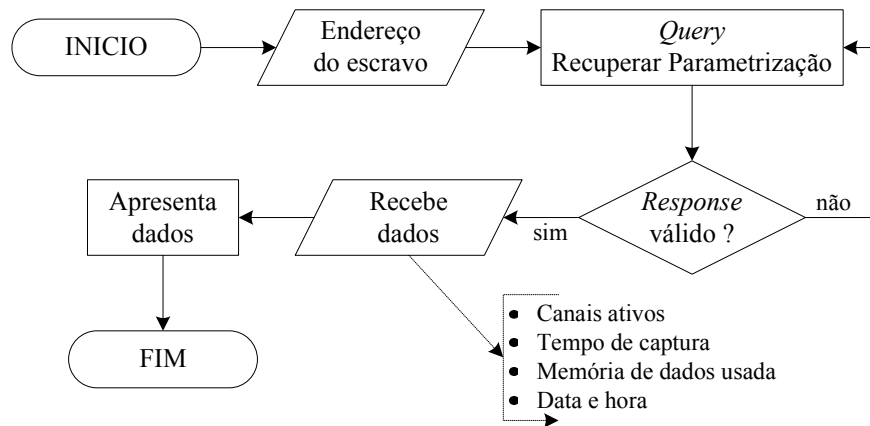 INICIO
Endereço
do escravo
Query
Recuperar Parametrização
Response
válido ?
não
sim
Recebe
dados
Apresenta
dados
• Canais ativos
• Tempo de captura
• Memória de dados usada
• Data e hora
FIM